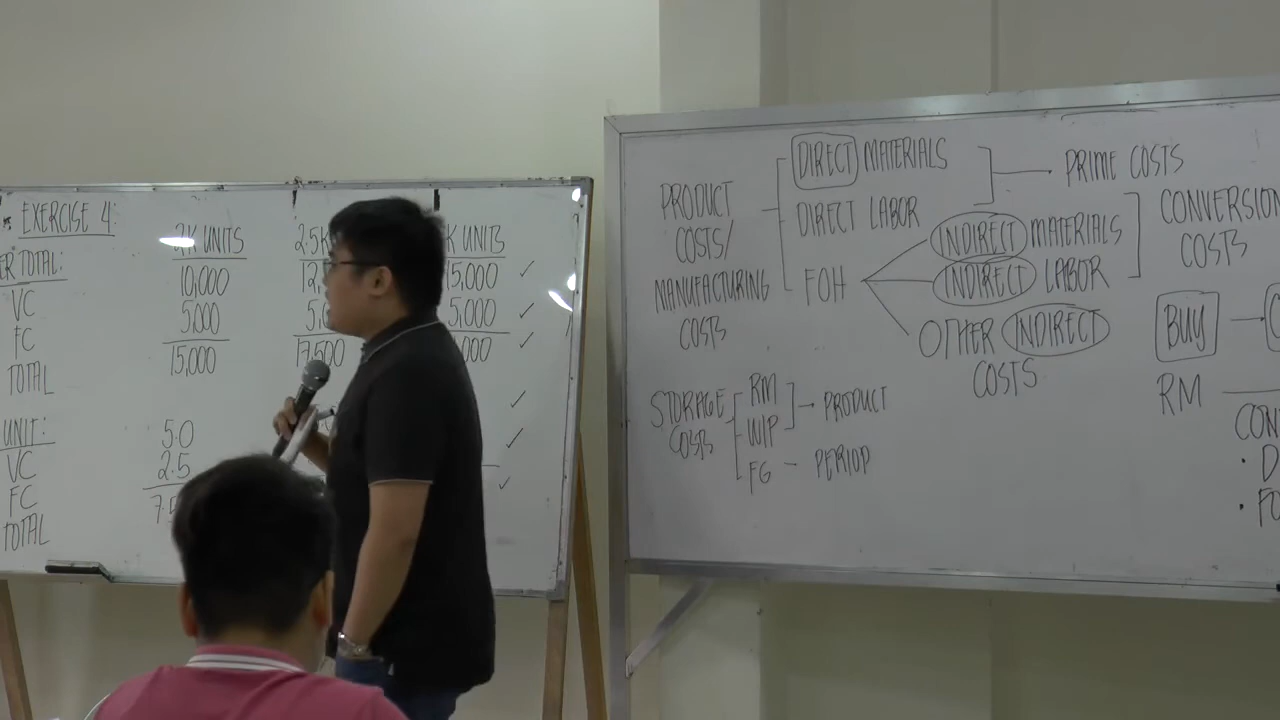 EXERCISE 4:
2K UNITS 2.5K K UNITS
ER TOTAL:
VC 10,000 15,000 ✓
FC 5,000 5,000 ✓
TOTAL 15,000 17,500 000 ✓
UNIT:
VC 5.0 ✓
FC 2.5 ✓
TOTAL ✓
PRODUCT COSTS/ MANUFACTURING COSTS
DIRECT MATERIALS
DIRECT LABOR
FOH
PRIME COSTS
INDIRECT MATERIALS
INDIRECT LABOR
OTHER INDIRECT
COSTS
CONVERSION
COSTS
BUY
RM
STORAGE
COSTS
RM
WIP
PRODUCT
FG - PERIOD